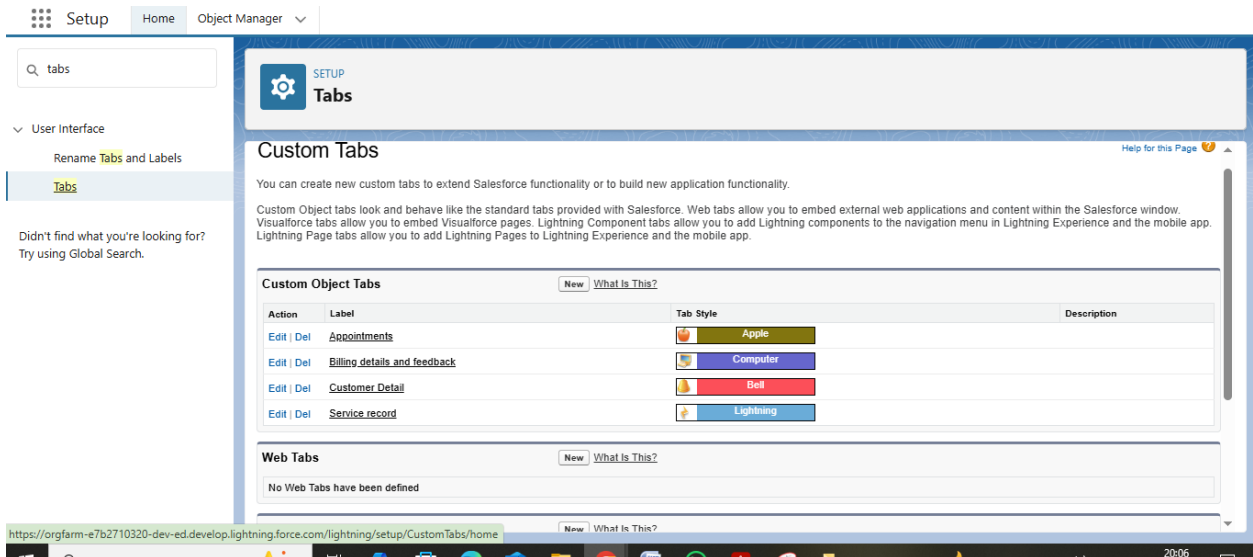 Setup
Home
Object Manager
tabs
User Interface
Rename Tabs and Labels
Tabs
Didn't find what you're looking for?
Try using Global Search.
SETUP
Tabs
Custom Tabs
Help for this Page
You can create new custom tabs to extend Salesforce functionality or to build new application functionality.
Custom Object tabs look and behave like the standard tabs provided with Salesforce. Web tabs allow you to embed external web applications and content within the Salesforce window.
Visualforce tabs allow you to embed Visualforce pages. Lightning Component tabs allow you to add Lightning components to the navigation menu in Lightning Experience and the mobile app.
Lightning Page tabs allow you to add Lightning Pages to Lightning Experience and the mobile app.
Custom Object Tabs New What Is This?
Action Label Tab Style Description
Edit | Del Appointments Apple
Edit | Del Billing details and feedback Computer
Edit | Del Customer Detail Bell
Edit | Del Service record Lightning
Web Tabs New What Is This?
No Web Tabs have been defined
New What Is This?
https://orgfarm-e7b2710320-dev-ed.develop.lightning.force.com/lightning/setup/CustomTabs/home
20:06